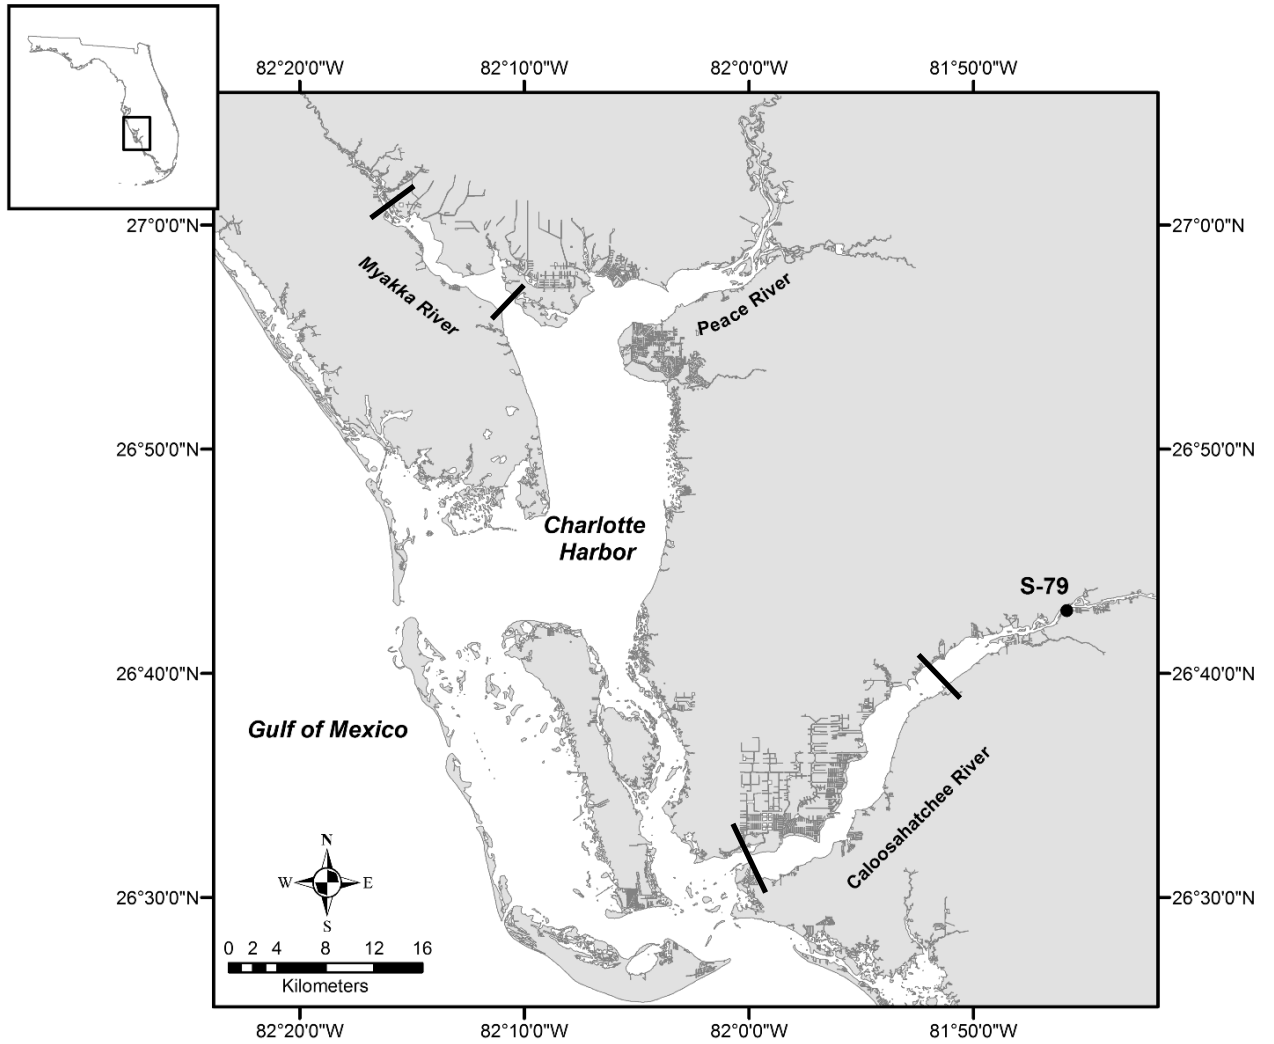 82°20'0"W 82°10'0"W 82°0'0"W 81°50'0"W
27°0'0"N 27°0'0"N
Myakka River
Peace River
26°50'0"N 26°50'0"N
Charlotte
Harbor
S-79
26°40'0"N 26°40'0"N
Gulf of Mexico
Caloosahatchee River
N
W E
S
26°30'0"N 26°30'0"N
0 2 4 8 12 16
Kilometers
82°20'0"W 82°10'0"W 82°0'0"W 81°50'0"W